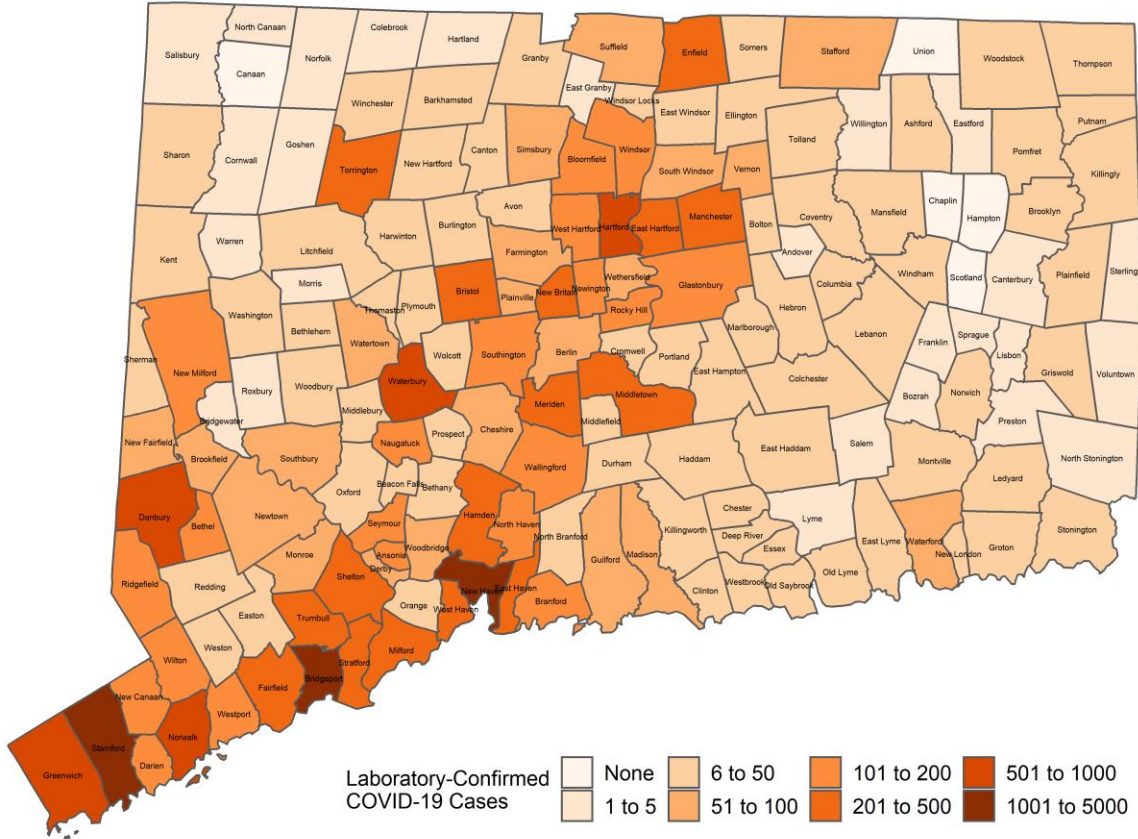 North Canaan
Colebrook
Hartland
Salisbury
Norfolk
Canaan
Granby
Suffield
Enfield
Somers
Stafford
Union
Woodstock
Thompson
East Granby
Windsor Locks
Winchester
Barkhamsted
East Windsor
Ellington
Willington
Ashford
Eastford
Putnam
Sharon
Cornwall
Goshen
Torrington
New Hartford
Canton
Simsbury
Bloomfield
Windsor
South Windsor
Vernon
Tolland
Pomfret
Killingly
Kent
Warren
Litchfield
Harwinton
Burlington
Avon
West Hartford
Hartford
East Hartford
Manchester
Bolton
Coventry
Mansfield
Chaplin
Hampton
Brooklyn
Andover
Farmington
Morris
Washington
Bethlehem
Thomaston
Plymouth
Bristol
Plainville
New Britain
Newington
Wethersfield
Rocky Hill
Glastonbury
Hebron
Columbia
Windham
Scotland
Canterbury
Plainfield
Sterling
Sherman
New Milford
Roxbury
Woodbury
Watertown
Wolcott
Southington
Berlin
Cromwell
Portland
Marlborough
East Hampton
Colchester
Lebanon
Franklin
Sprague
Lisbon
Griswold
Voluntown
Bridgewater
Waterbury
Middlebury
Meriden
Middletown
Middlefield
Bozrah
Norwich
Preston
New Fairfield
Brookfield
Southbury
Naugatuck
Prospect
Cheshire
Wallingford
Durham
Haddam
East Haddam
Salem
Montville
North Stonington
Danbury
Bethel
Newtown
Oxford
Beacon Falls
Bethany
Hamden
North Haven
North Branford
Killingworth
Chester
Deep River
Essex
Lyme
Ledyard
Ridgefield
Redding
Monroe
Seymour
Ansonia
Derby
Woodbridge
Guilford
Madison
East Lyme
Waterford
New London
Groton
Stonington
Shelton
Orange
New Haven
East Haven
West Haven
Branford
Clinton
Westbrook
Old Saybrook
Old Lyme
Easton
Weston
Trumbull
Wilton
Fairfield
Bridgeport
Stratford
Milford
New Canaan
Westport
Norwalk
Greenwich
Stamford
Darien
Laboratory-Confirmed
COVID-19 Cases
None
1 to 5
6 to 50
51 to 100
101 to 200
201 to 500
501 to 1000
1001 to 5000